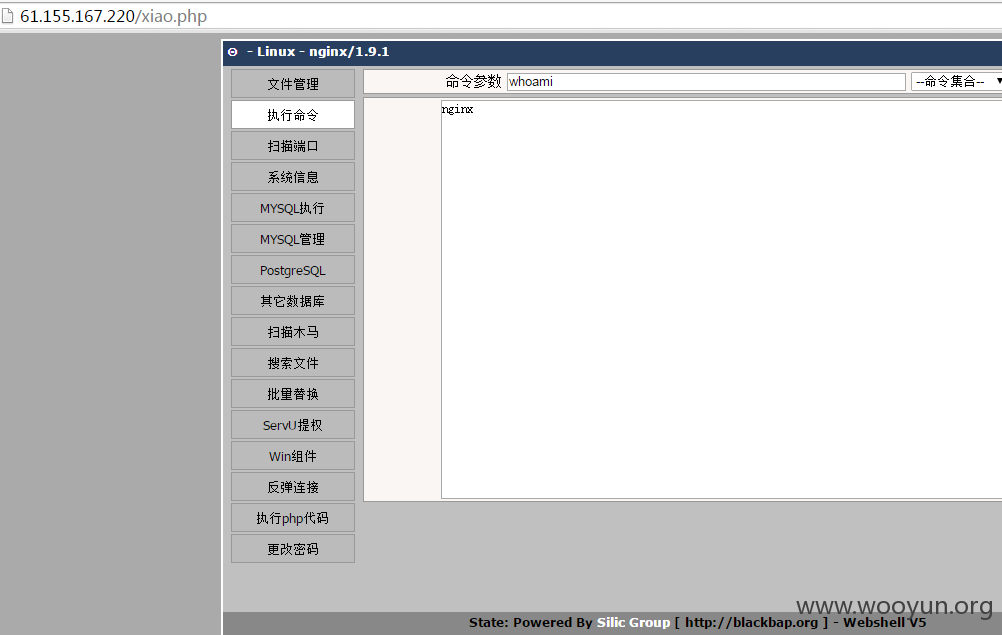 61.155.167.220/xiao.php
- Linux - nginx/1.9.1
文件管理
执行命令
扫描端口
系统信息
MYSQL执行
MYSQL管理
PostgreSQL
其它数据库
扫描木马
搜索文件
批量替换
ServU提权
Win组件
反弹连接
执行php代码
更改密码
命令参数 whoami --命令集合--
nginx
www.wooyun.org
State: Powered By Silic Group [ http://blackbap.org ] - Webshell'V5